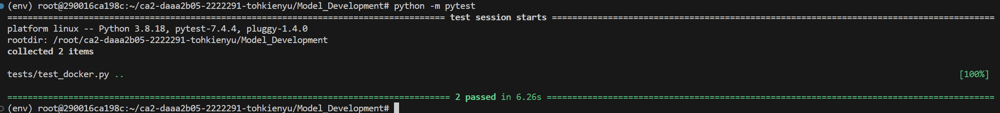 (env) root@290016ca198c:~/ca2-daaa2b05-2222291-tohkienyu/Model_Development# python -m pytest
====================================================================================== test session starts =======================================================================================
platform linux -- Python 3.8.18, pytest-7.4.4, pluggy-1.4.0
rootdir: /root/ca2-daaa2b05-2222291-tohkienyu/Model_Development
collected 2 items
tests/test_docker.py .. [100%]
======================================================================================= 2 passed in 6.26s ========================================================================================
(env) root@290016ca198c:~/ca2-daaa2b05-2222291-tohkienyu/Model_Development#